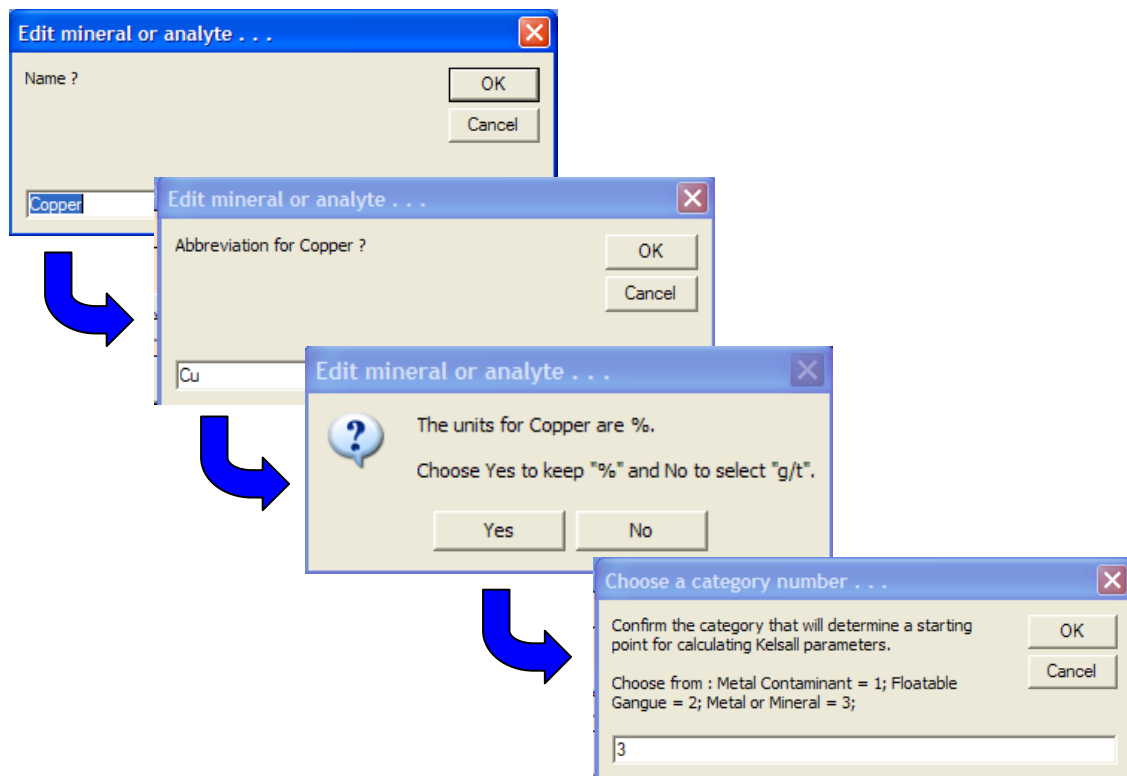 Edit mineral or analyte . . .
Name ?
OK
Cancel
Copper
Edit mineral or analyte . . .
Abbreviation for Copper ?
OK
Cancel
Cu
Edit mineral or analyte . . .
The units for Copper are %.
Choose Yes to keep "%" and No to select "g/t".
Yes
No
Choose a category number . . .
Confirm the category that will determine a starting
point for calculating Kelsall parameters.
OK
Cancel
Choose from : Metal Contaminant = 1; Floatable
Gangue = 2; Metal or Mineral = 3;
3